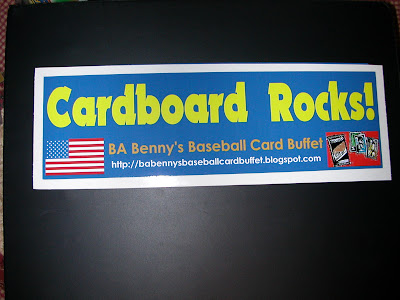 Cardboard Rocks!
BA Benny's Baseball Card Buffet
http://babennysbaseballcardbuffet.blogspot.com